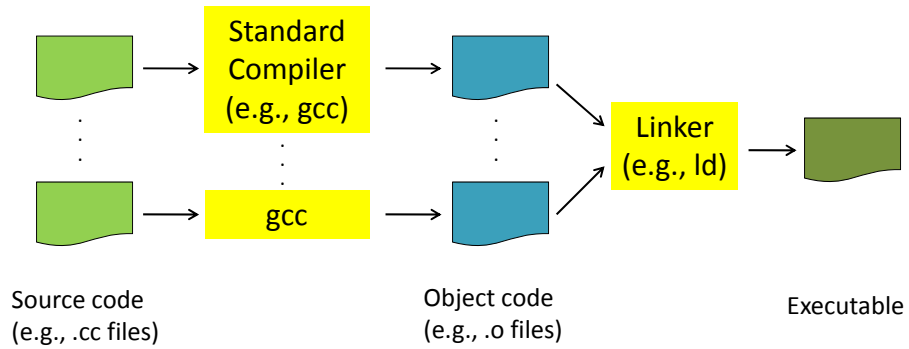 Standard
Compiler
(e.g., gcc)
Linker
(e.g., ld)
gcc
Source code
(e.g., .cc files)
Object code
(e.g., .o files)
Executable